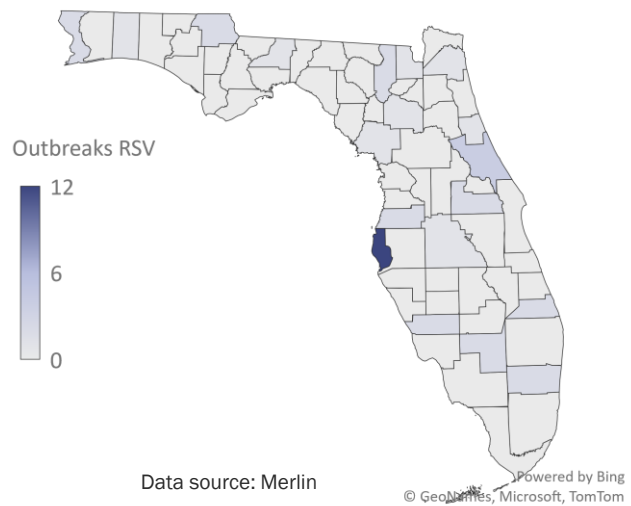 Outbreaks RSV
12
6
0
Data source: Merlin
Powered by Bing
© GeoNames, Microsoft, TomTom